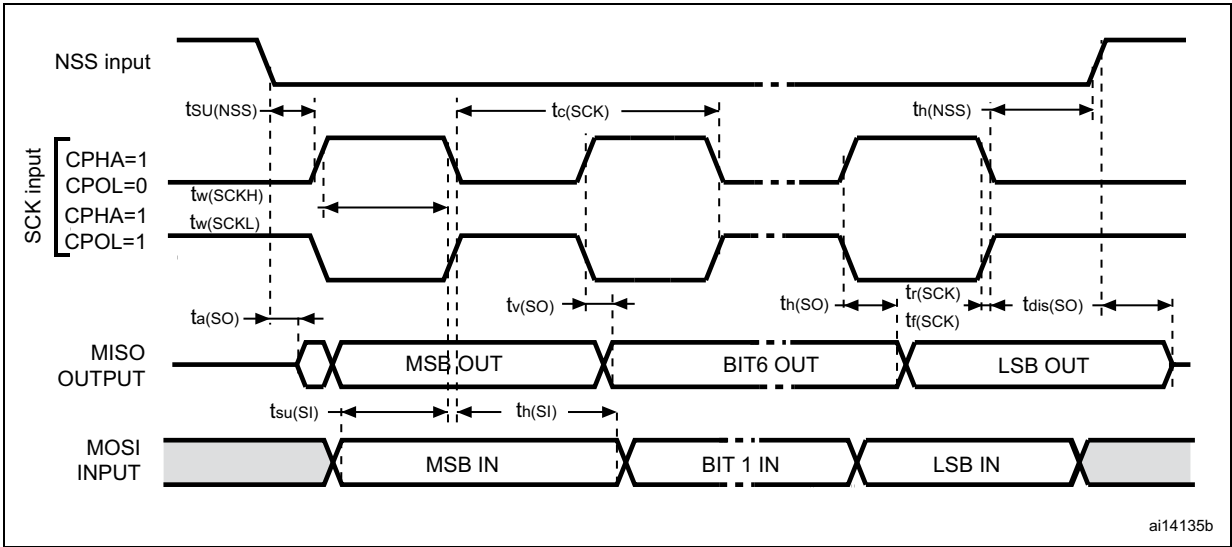 NSS input
tSU(NSS)
tc(SCK)
th(NSS)
SCK input
CPHA=1
CPOL=0
tw(SCKH)
CPHA=1
tw(SCKL)
CPOL=1
ta(SO)
tv(SO)
th(SO)
tr(SCK)
tf(SCK)
tdis(SO)
MISO
OUTPUT
MSB OUT
BIT6 OUT
LSB OUT
tsu(SI)
th(SI)
MOSI
INPUT
MSB IN
BIT 1 IN
LSB IN
ai14135b